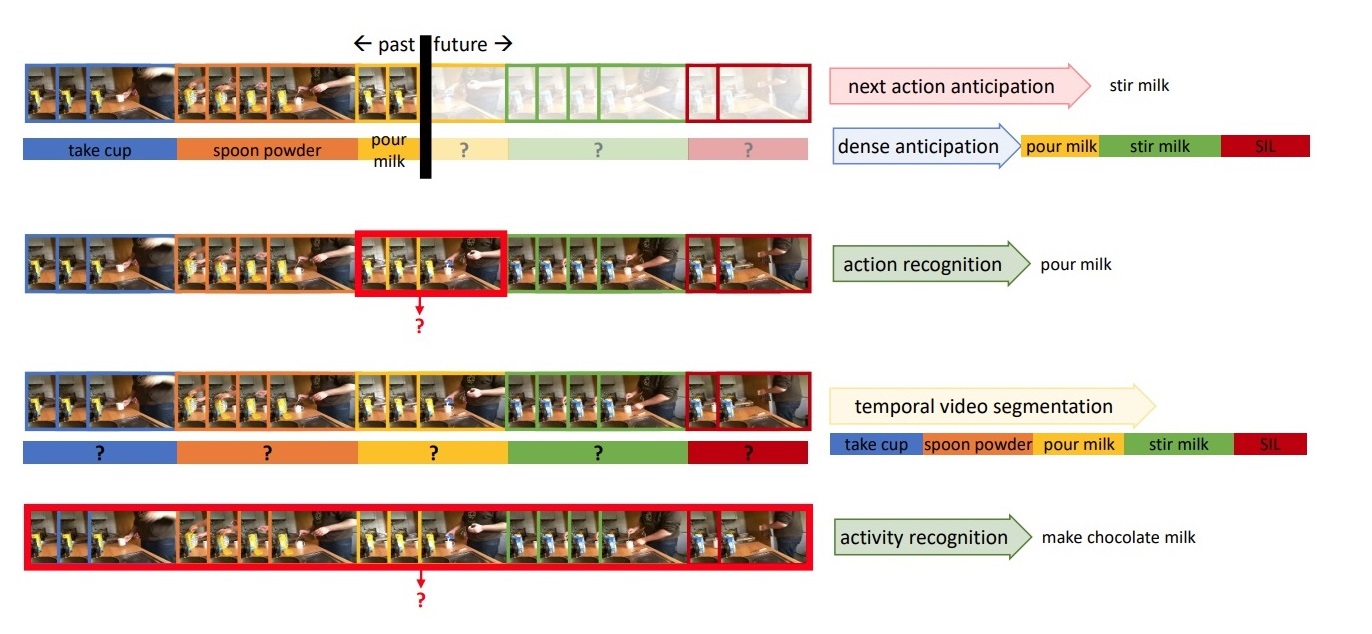 ← past future →
next action anticipation
stir milk
take cup
spoon powder
pour
milk
?
?
?
dense anticipation
pour milk
stir milk
SIL
action recognition
pour milk
?
temporal video segmentation
?
?
?
?
?
take cup
spoon powder
pour milk
stir milk
SIL
activity recognition
make chocolate milk
?